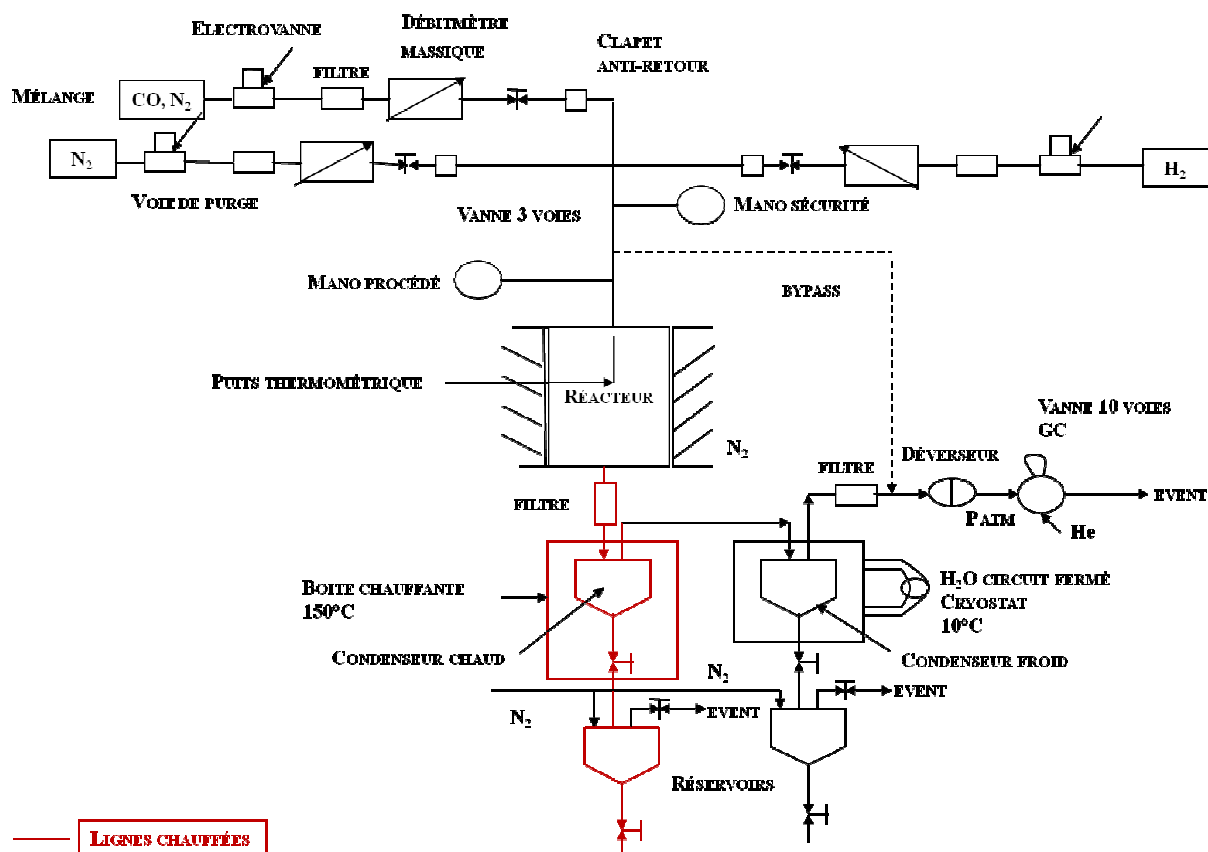 ELECTROVANNE
DÉBITMÈTRE
MASSIQUE
CLAPET
ANTI-RETOUR
FILTRE
MÉLANGE
CO, N₂
N₂
H₂
VOIE DE PURGE
VANNE 3 VOIES
MANO SÉCURITÉ
MANO PROCÉDÉ
BYPASS
PUITS THERMOMÉTRIQUE
RÉACTEUR
N₂
VANNE 10 VOIES
GC
DÉVERSEUR
FILTRE
EVENT
PATM
He
FILTRE
BOITE CHAUFFANTE
150°C
H₂O CIRCUIT FERMÉ
CRYOSTAT
10°C
CONDENSEUR CHAUD
CONDENSEUR FROID
N₂
N₂
EVENT
EVENT
RÉSERVOIRS
LIGNES CHAUFFÉES